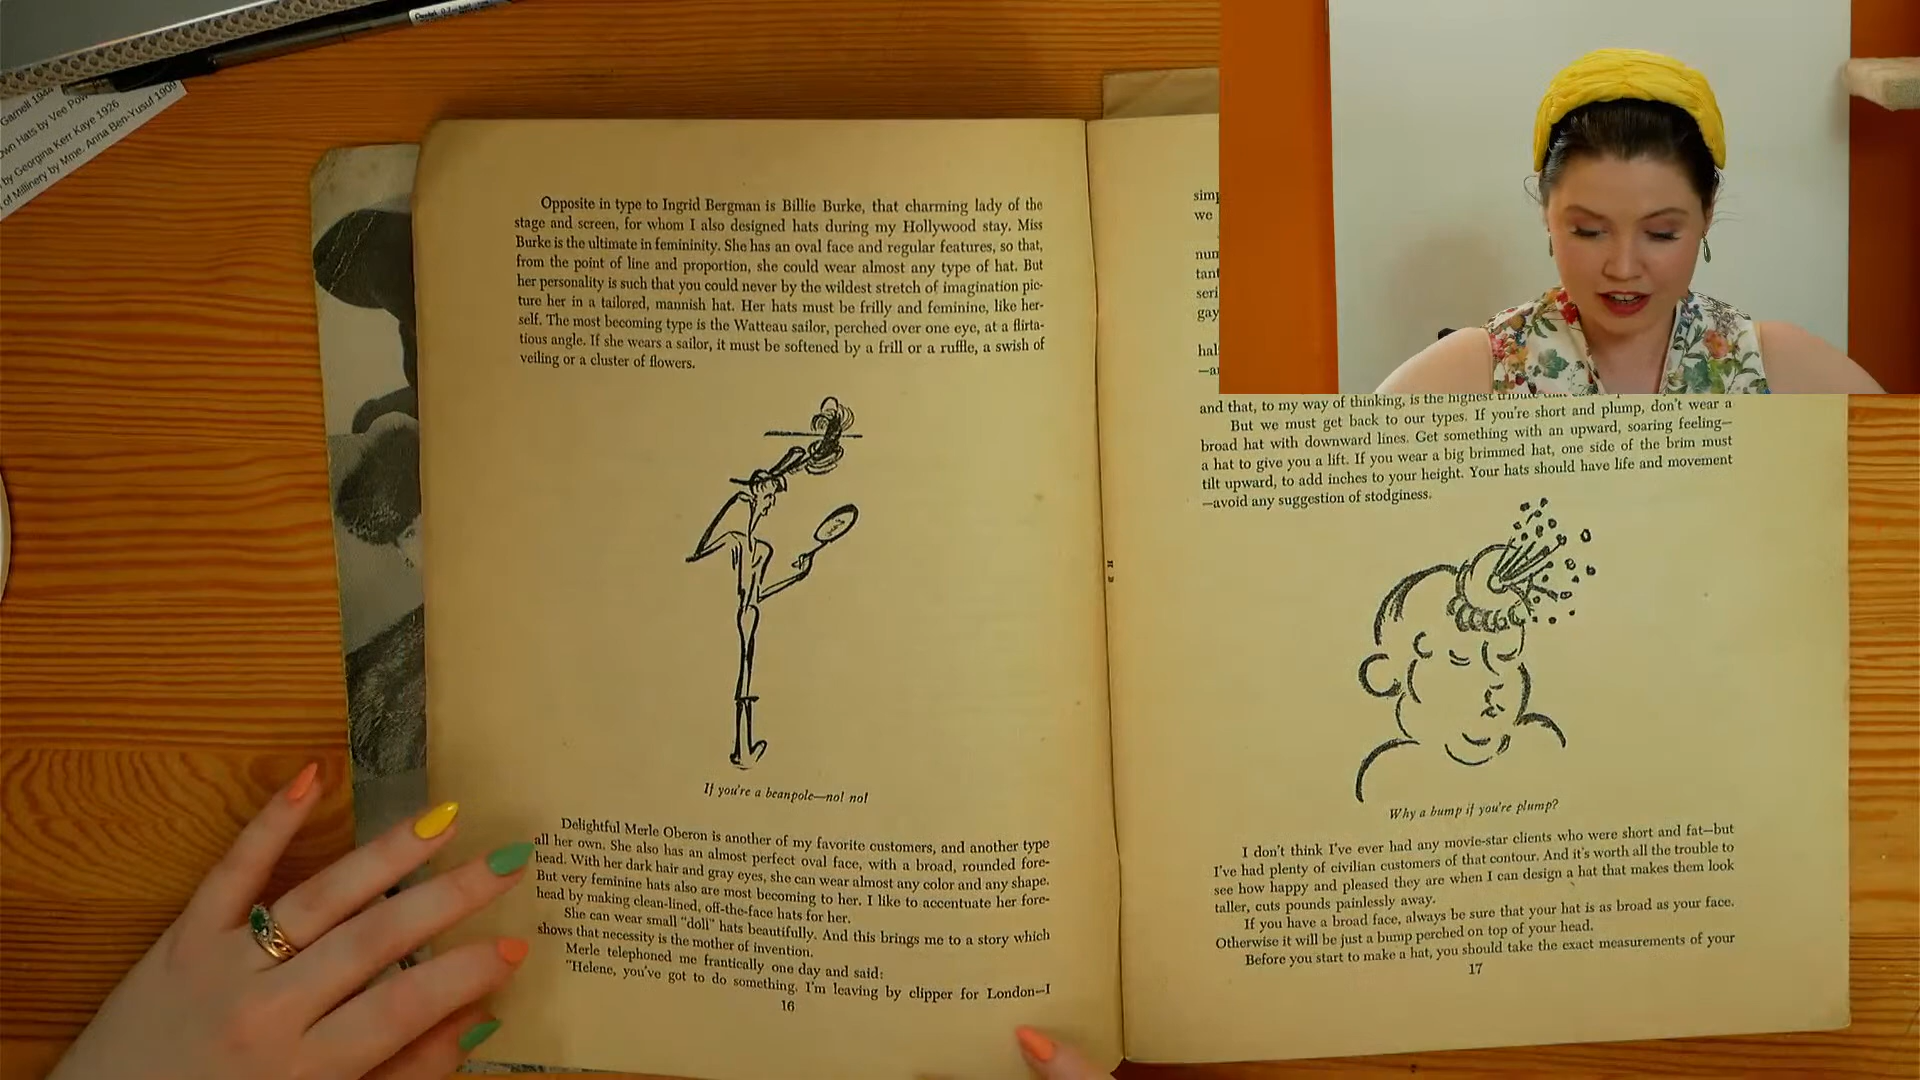 Pentel 0.7
Garnell 1944
Own Hats by Vee Pow
by Georgina Kerr Kaye 1926
of Millinery by Mme. Anna Ben-Yusuf 1909
Opposite in type to Ingrid Bergman is Billie Burke, that charming lady of the
stage and screen, for whom I also designed hats during my Hollywood stay. Miss
Burke is the ultimate in femininity. She has an oval face and regular features, so that,
from the point of line and proportion, she could wear almost any type of hat. But
her personality is such that you could never by the wildest stretch of imagination pic-
ture her in a tailored, mannish hat. Her hats must be frilly and feminine, like her-
self. The most becoming type is the Watteau sailor, perched over one eye, at a flirta-
tious angle. If she wears a sailor, it must be softened by a frill or a ruffle, a swish of
veiling or a cluster of flowers.
If you're a beanpole—no! no!
Delightful Merle Oberon is another of my favorite customers, and another type
all her own. She also has an almost perfect oval face, with a broad, rounded fore-
head. With her dark hair and gray eyes, she can wear almost any color and any shape.
But very feminine hats also are most becoming to her. I like to accentuate her fore-
head by making clean-lined, off-the-face hats for her.
She can wear small "doll" hats beautifully. And this brings me to a story which
shows that necessity is the mother of invention.
Merle telephoned me frantically one day and said:
"Helene, you've got to do something. I'm leaving by clipper for London—I
16
simp
we
num
tant
seri
gay
hal
—a
and that, to my way of thinking, is the highest
But we must get back to our types. If you're short and plump, don't wear a
broad hat with downward lines. Get something with an upward, soaring feeling—
a hat to give you a lift. If you wear a big brimmed hat, one side of the brim must
tilt upward, to add inches to your height. Your hats should have life and movement
—avoid any suggestion of stodginess.
Why a bump if you're plump?
I don't think I've ever had any movie-star clients who were short and fat—but
I've had plenty of civilian customers of that contour. And it's worth all the trouble to
see how happy and pleased they are when I can design a hat that makes them look
taller, cuts pounds painlessly away.
If you have a broad face, always be sure that your hat is as broad as your face.
Otherwise it will be just a bump perched on top of your head.
Before you start to make a hat, you should take the exact measurements of your
17